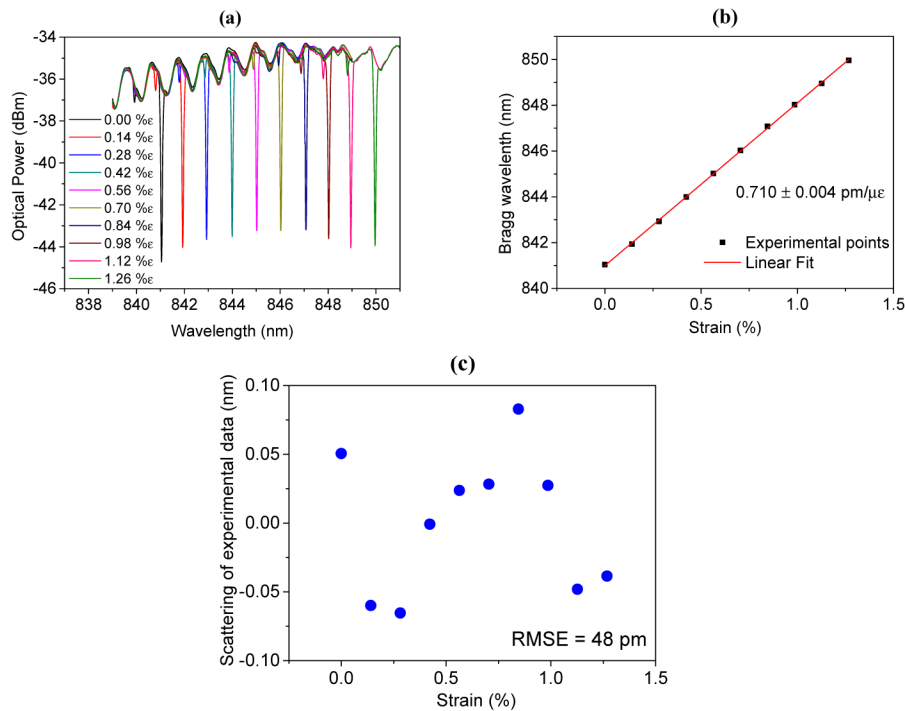 (a)
Optical Power (dBm)
-34
-36
-38
-40
-42
-44
-46
0.00 %ε
0.14 %ε
0.28 %ε
0.42 %ε
0.56 %ε
0.70 %ε
0.84 %ε
0.98 %ε
1.12 %ε
1.26 %ε
838 840 842 844 846 848 850
Wavelength (nm)
(b)
Bragg wavelenth (nm)
850
848
846
844
842
840
0.710 ± 0.004 pm/με
Experimental points
Linear Fit
0.0 0.5 1.0 1.5
Strain (%)
(c)
Scattering of experimental data (nm)
0.10
0.05
0.00
-0.05
-0.10
RMSE = 48 pm
0.0 0.5 1.0 1.5
Strain (%)